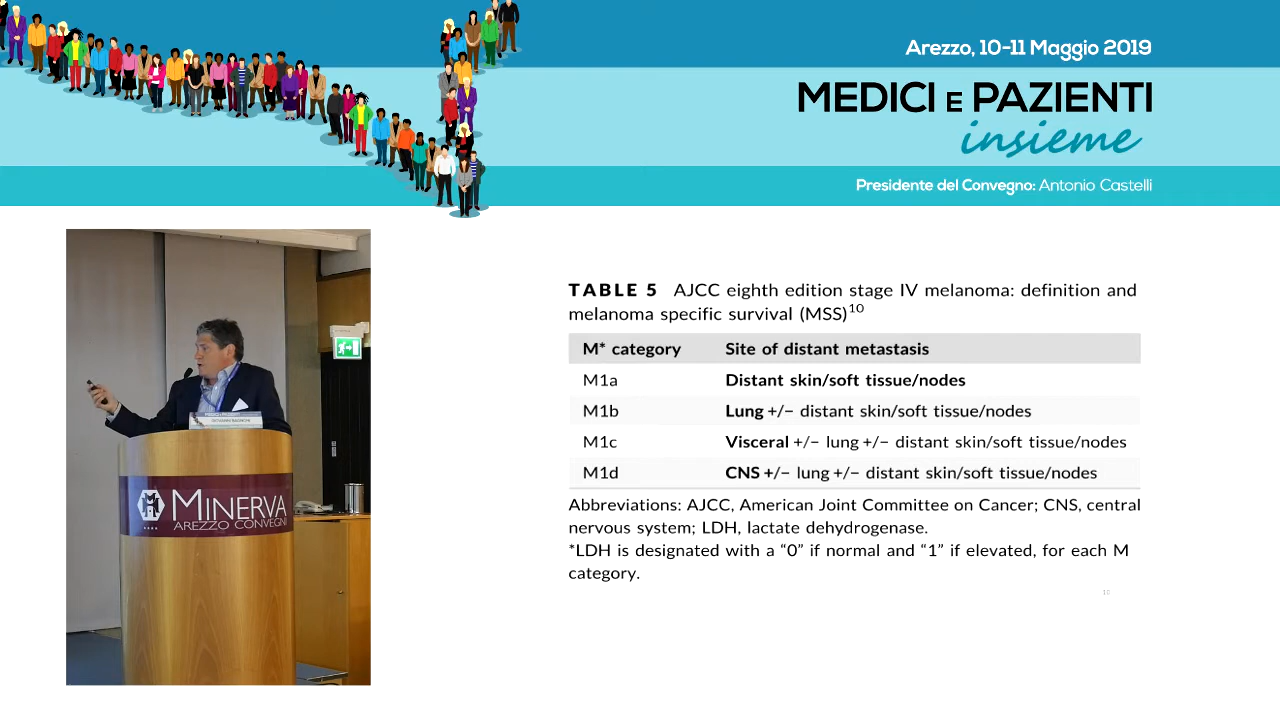 Arezzo, 10-11 Maggio 2019
MEDICI E PAZIENTI
insieme
Presidente del Convegno: Antonio Castelli
MINERVA
AREZZO CONVEGNI
TABLE 5 AJCC eighth edition stage IV melanoma: definition and
melanoma specific survival (MSS)10
M* category Site of distant metastasis
M1a Distant skin/soft tissue/nodes
M1b Lung +/− distant skin/soft tissue/nodes
M1c Visceral +/− lung +/− distant skin/soft tissue/nodes
M1d CNS +/− lung +/− distant skin/soft tissue/nodes
Abbreviations: AJCC, American Joint Committee on Cancer; CNS, central
nervous system; LDH, lactate dehydrogenase.
*LDH is designated with a “0” if normal and “1” if elevated, for each M
category.